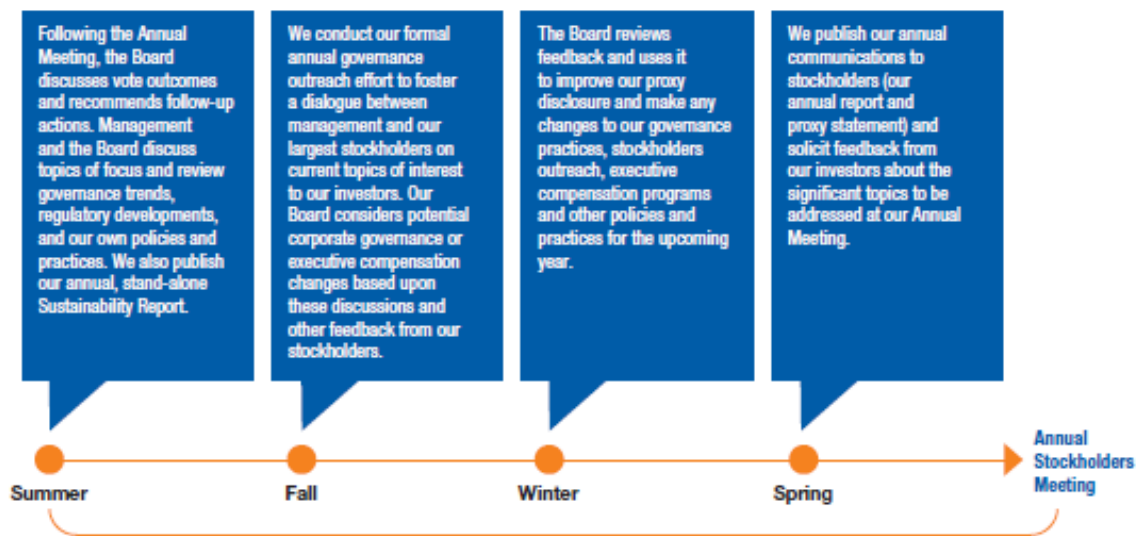 Following the Annual
Meeting, the Board
discusses vote outcomes
and recommends follow-up
actions. Management
and the Board discuss
topics of focus and review
governance trends,
regulatory developments,
and our own policies and
practices. We also publish
our annual, stand-alone
Sustainability Report.
We conduct our formal
annual governance
outreach effort to foster
a dialogue between
management and our
largest stockholders on
current topics of interest
to our investors. Our
Board considers potential
corporate governance or
executive compensation
changes based upon
these discussions and
other feedback from our
stockholders.
The Board reviews
feedback and uses it
to improve our proxy
disclosure and make any
changes to our governance
practices, stockholders
outreach, executive
compensation programs
and other policies and
practices for the upcoming
year.
We publish our annual
communications to
stockholders (our
annual report and
proxy statement) and
solicit feedback from
our investors about the
significant topics to be
addressed at our Annual
Meeting.
Summer
Fall
Winter
Spring
Annual
Stockholders
Meeting